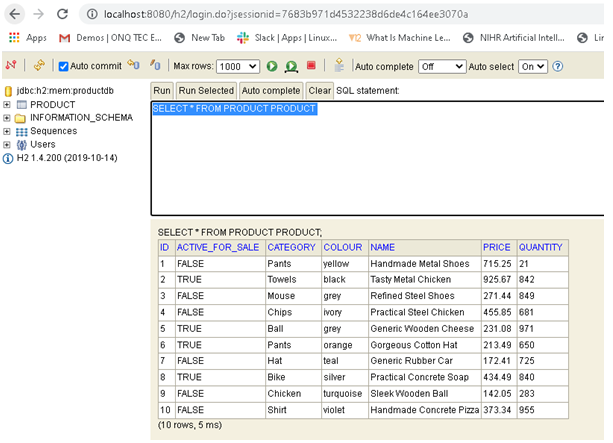 localhost:8080/h2/login.do?jsessionid=7683b971d4532238d6de4c164ee3070a
Apps Demos | ONQ TEC E... New Tab Slack | Apps | Linux... What Is Machine Le... NIHR Artificial Intell...
Auto commit Max rows: 1000 Auto complete Off Auto select On
jdbc:h2:mem:productdb
PRODUCT
INFORMATION_SCHEMA
Sequences
Users
H2 1.4.200 (2019-10-14)
Run Run Selected Auto complete Clear SQL statement:
SELECT * FROM PRODUCT PRODUCT
SELECT * FROM PRODUCT PRODUCT;
ID ACTIVE_FOR_SALE CATEGORY COLOUR NAME PRICE QUANTITY
1 FALSE Pants yellow Handmade Metal Shoes 715.25 21
2 TRUE Towels black Tasty Metal Chicken 925.67 842
3 FALSE Mouse grey Refined Steel Shoes 271.44 849
4 FALSE Chips ivory Practical Steel Chicken 455.85 681
5 TRUE Ball grey Generic Wooden Cheese 231.08 971
6 TRUE Pants orange Gorgeous Cotton Hat 213.49 650
7 FALSE Hat teal Generic Rubber Car 172.41 725
8 TRUE Bike silver Practical Concrete Soap 434.49 840
9 FALSE Chicken turquoise Sleek Wooden Ball 142.05 283
10 FALSE Shirt violet Handmade Concrete Pizza 373.34 955
(10 rows, 5 ms)